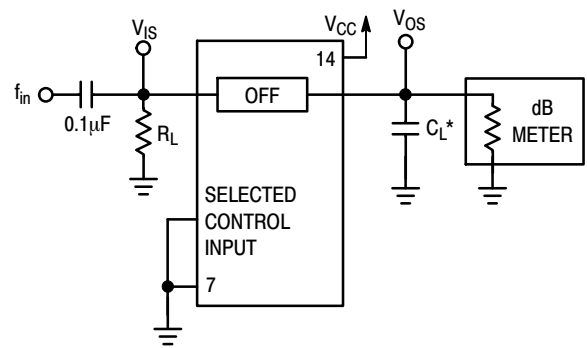 V_IS
V_CC
V_OS
14
f_in
OFF
dB
METER
0.1μF
R_L
C_L*
SELECTED
CONTROL
INPUT
7